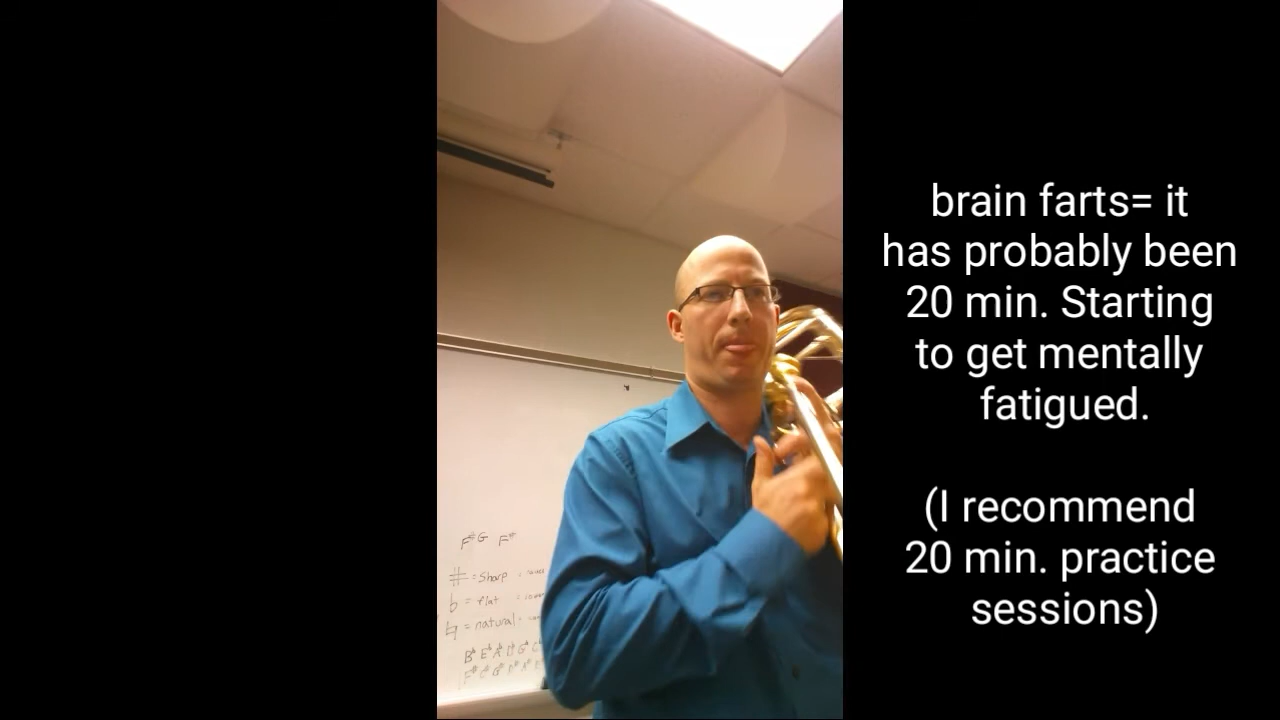 brain farts= it
has probably been
20 min. Starting
to get mentally
fatigued.
(I recommend
20 min. practice
sessions)
F# G F#
# = Sharp :
b = flat =
♮ = natural :